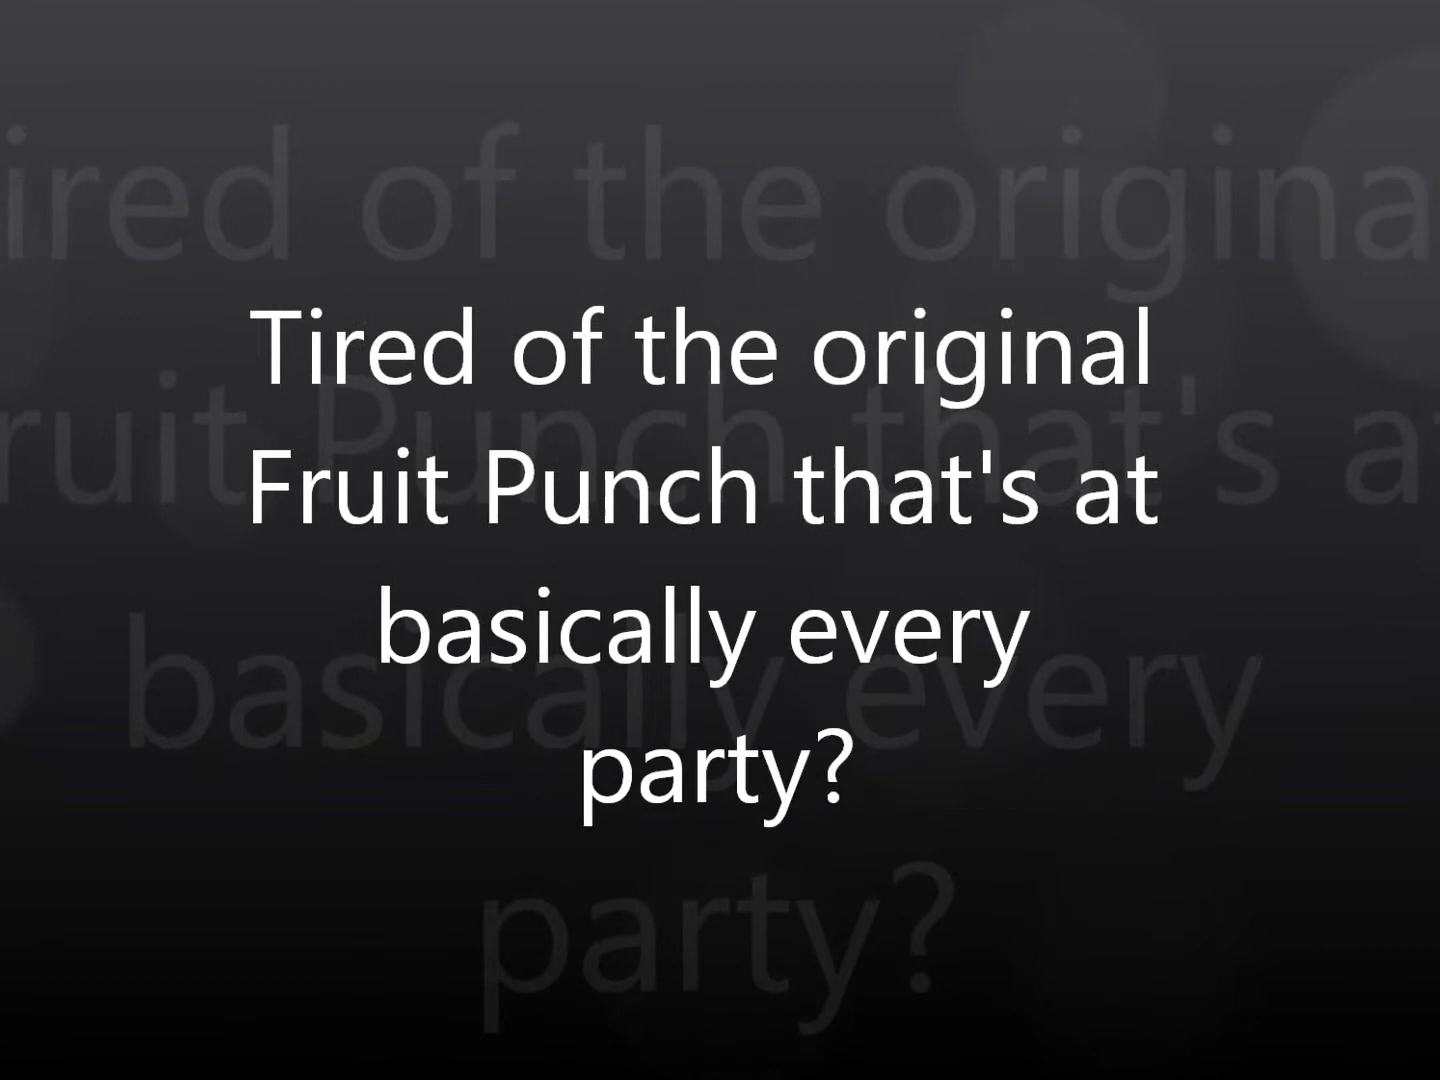 Tired of the original
Fruit Punch that's at
basically every
party?